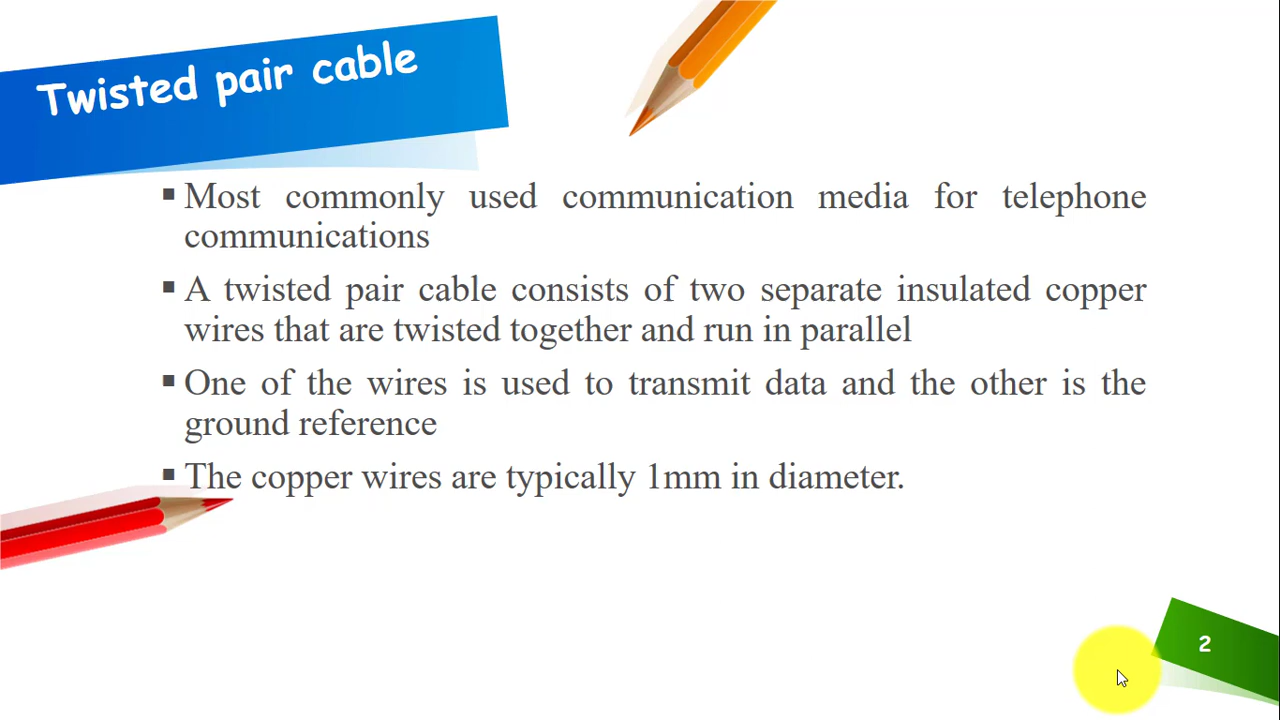 Twisted pair cable
▪ Most commonly used communication media for telephone
communications
▪ A twisted pair cable consists of two separate insulated copper
wires that are twisted together and run in parallel
▪ One of the wires is used to transmit data and the other is the
ground reference
▪ The copper wires are typically 1mm in diameter.
2